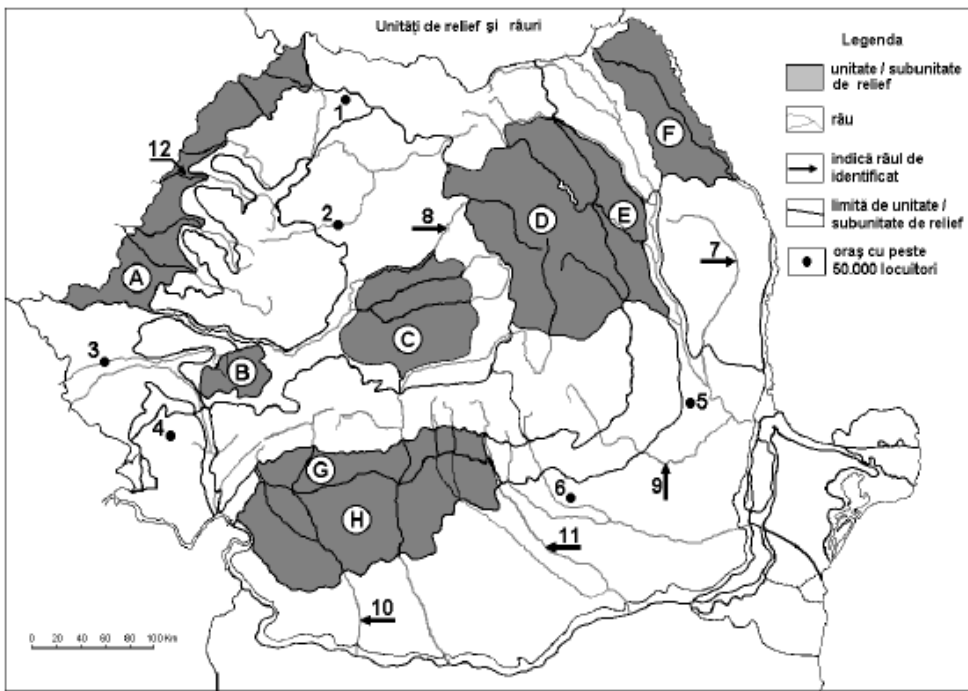 Unități de relief și râuri
Legenda
unitate / subunitate
de relief
râu
indică râul de
identificat
limită de unitate /
subunitate de relief
oraș cu peste
50.000 locuitori
1
12
F
2
8
D
E
7
A
C
3
B
5
4
G
6
9
H
11
10
0 20 40 60 80 100 Km